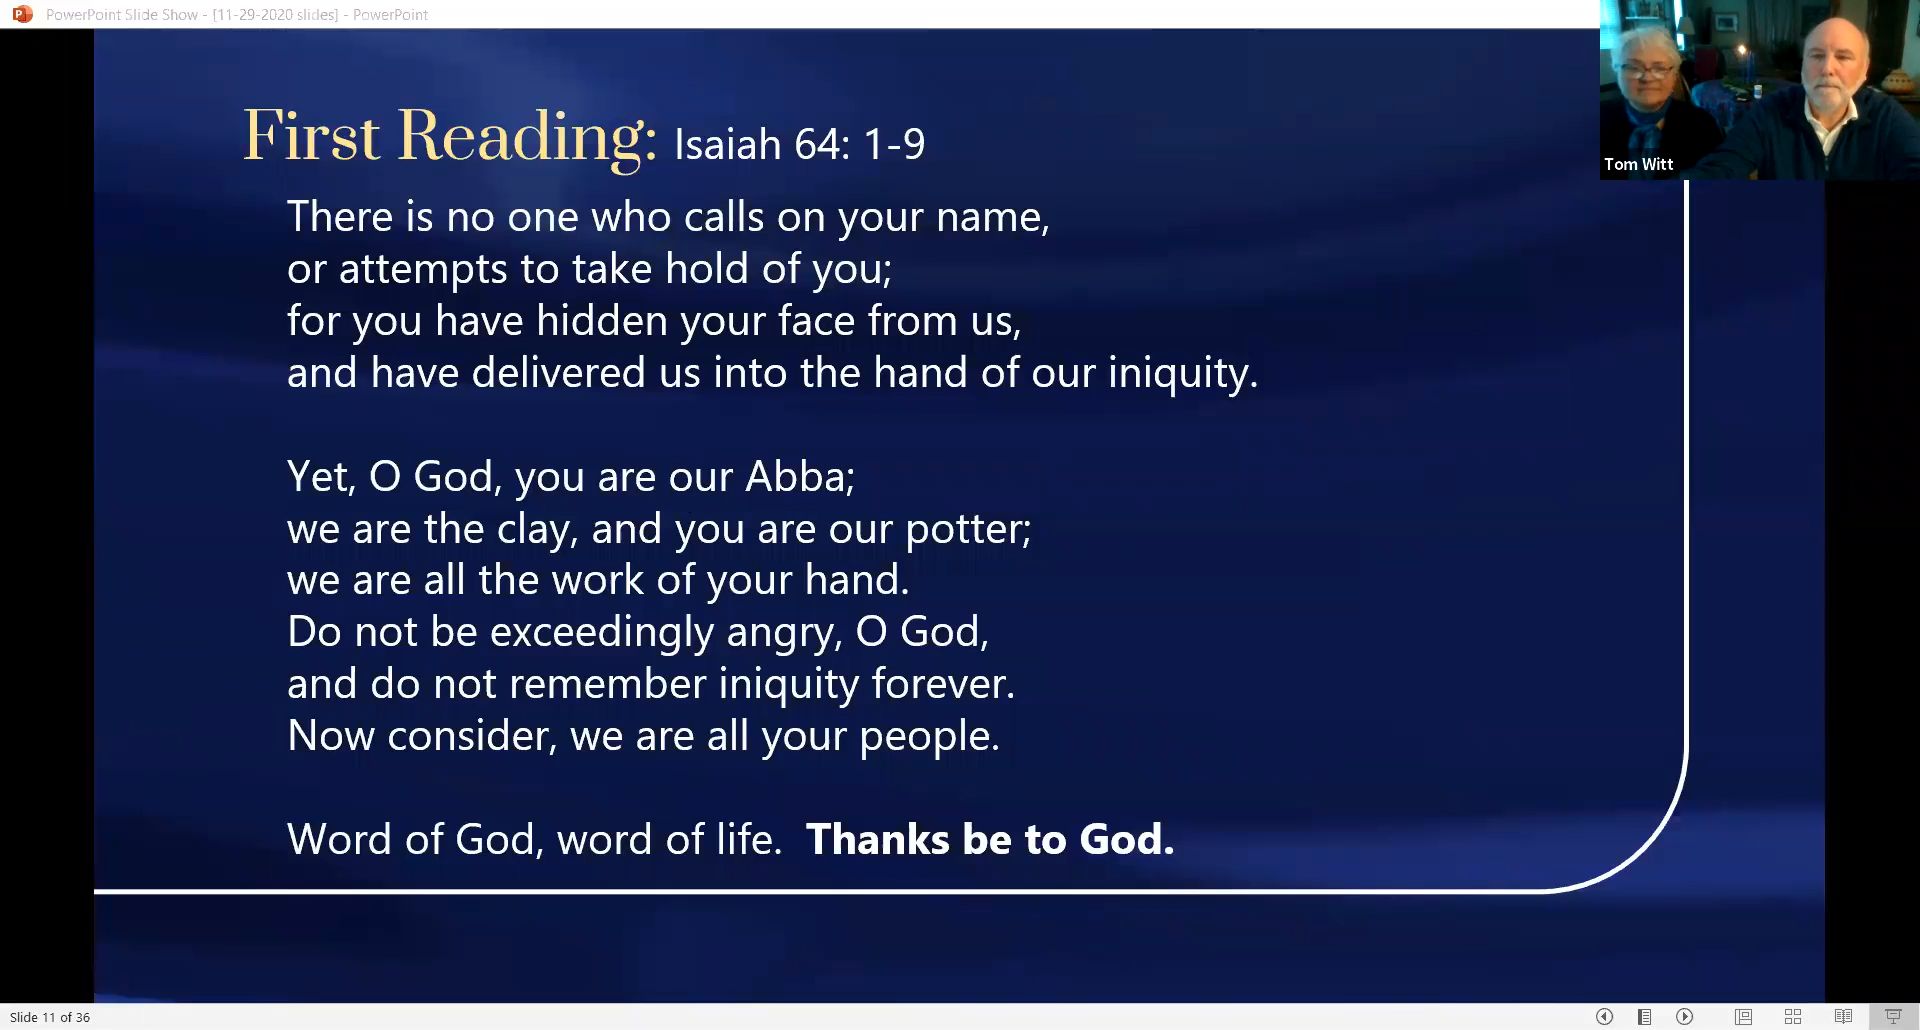 PowerPoint Slide Show - [11-29-2020 slides] - PowerPoint
Tom Witt
First Reading: Isaiah 64: 1-9
There is no one who calls on your name,
or attempts to take hold of you;
for you have hidden your face from us,
and have delivered us into the hand of our iniquity.
Yet, O God, you are our Abba;
we are the clay, and you are our potter;
we are all the work of your hand.
Do not be exceedingly angry, O God,
and do not remember iniquity forever.
Now consider, we are all your people.
Word of God, word of life.  Thanks be to God.
Slide 11 of 36